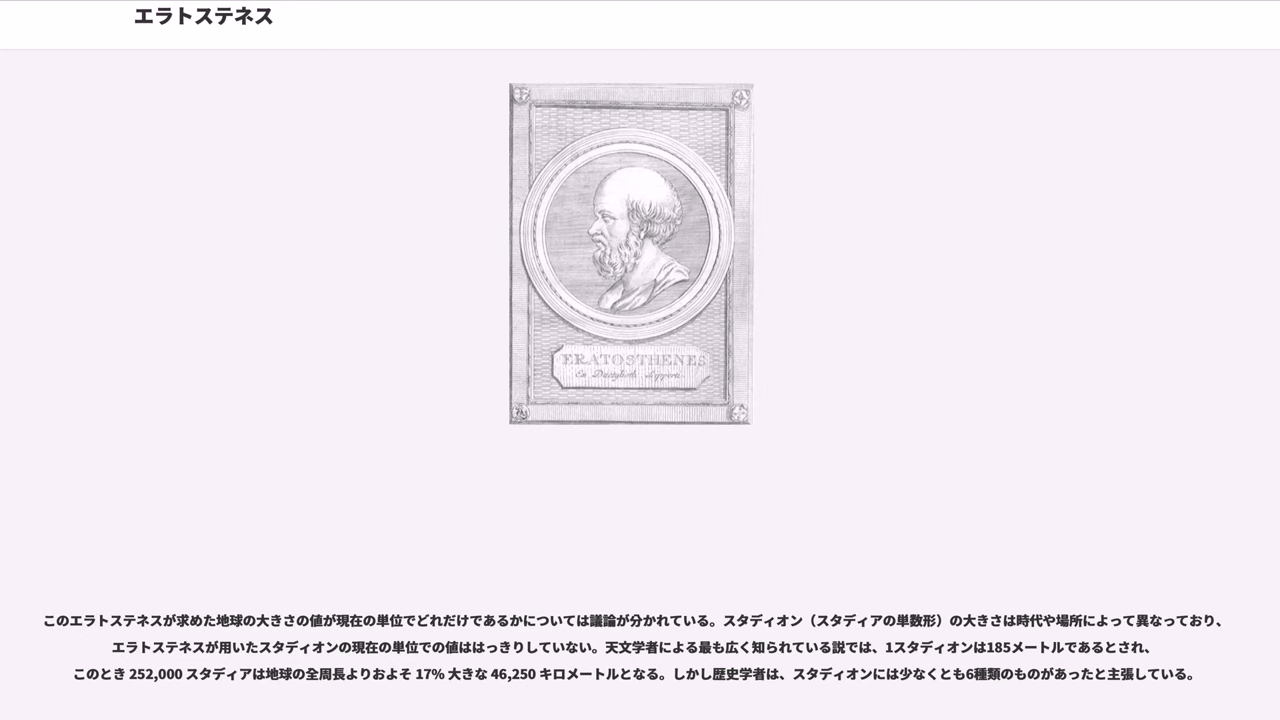 エラトステネス
ERATOSTHENES
このエラトステネスが求めた地球の大きさの値が現在の単位でどれだけであるかについては議論が分かれている。スタディオン（スタディアの単数形）の大きさは時代や場所によって異なっており、
エラトステネスが用いたスタディオンの現在の単位での値ははっきりしていない。天文学者による最も広く知られている説では、1スタディオンは185メートルであるとされ、
このとき 252,000 スタディアは地球の全周長よりおよそ 17% 大きな 46,250 キロメートルとなる。しかし歴史学者は、スタディオンには少なくとも6種類のものがあったと主張している。